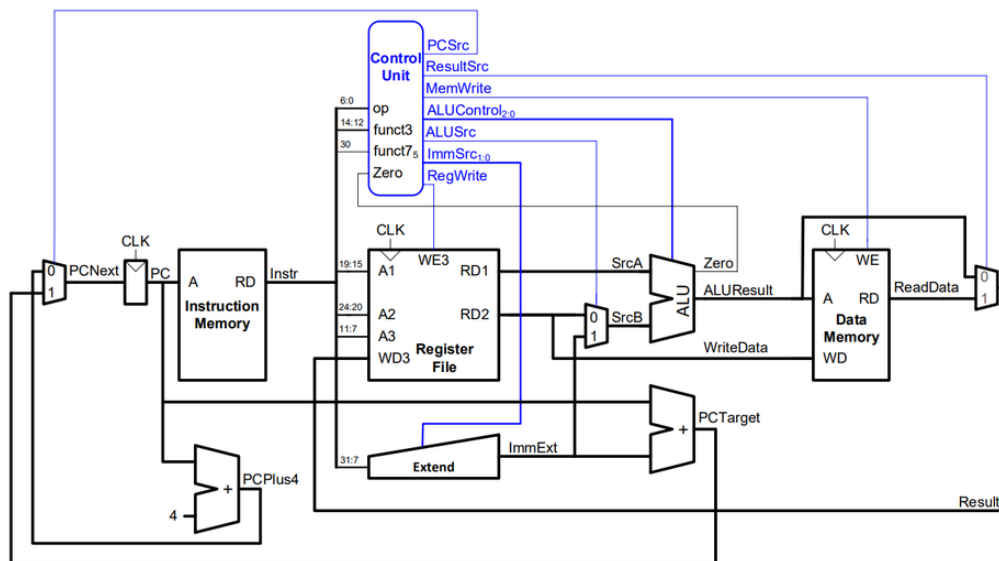 PCSrc
Control
Unit
ResultSrc
MemWrite
6:0
op
ALUControl2:0
14:12
funct3
ALUSrc
30
funct75
ImmSrc1:0
Zero
RegWrite
CLK
CLK
CLK
0
1
PCNext
PC
A
RD
Instruction
Memory
Instr
19:15
A1
WE3
RD1
24:20
A2
RD2
11:7
A3
WD3
Register
File
SrcA
0
1
SrcB
ALU
Zero
ALUResult
WriteData
WE
A
RD
Data
Memory
WD
ReadData
0
1
31:7
Extend
ImmExt
+
PCTarget
4
+
PCPlus4
Result